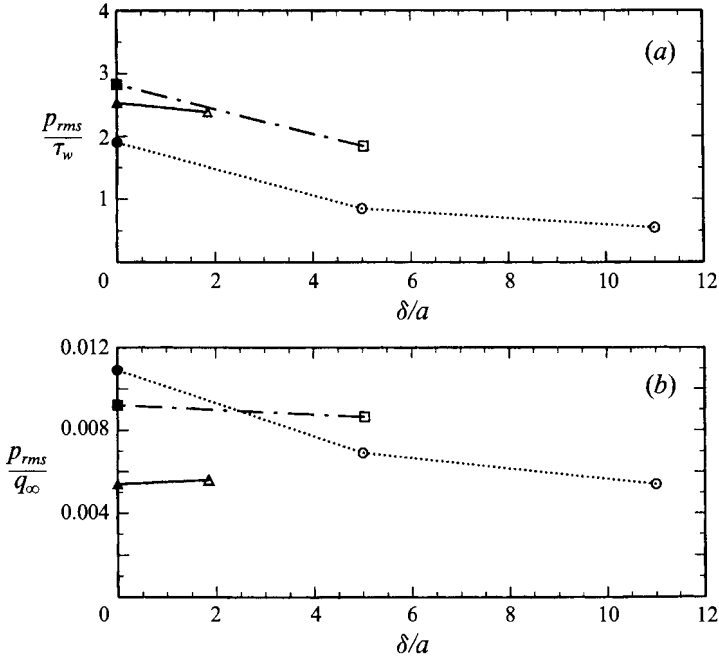 4
(a)
3
p_rms
2
τ_w
1
0 2 4 6 8 10 12
δ/a
0.012
(b)
0.008
p_rms
q_∞
0.004
0 2 4 6 8 10 12
δ/a